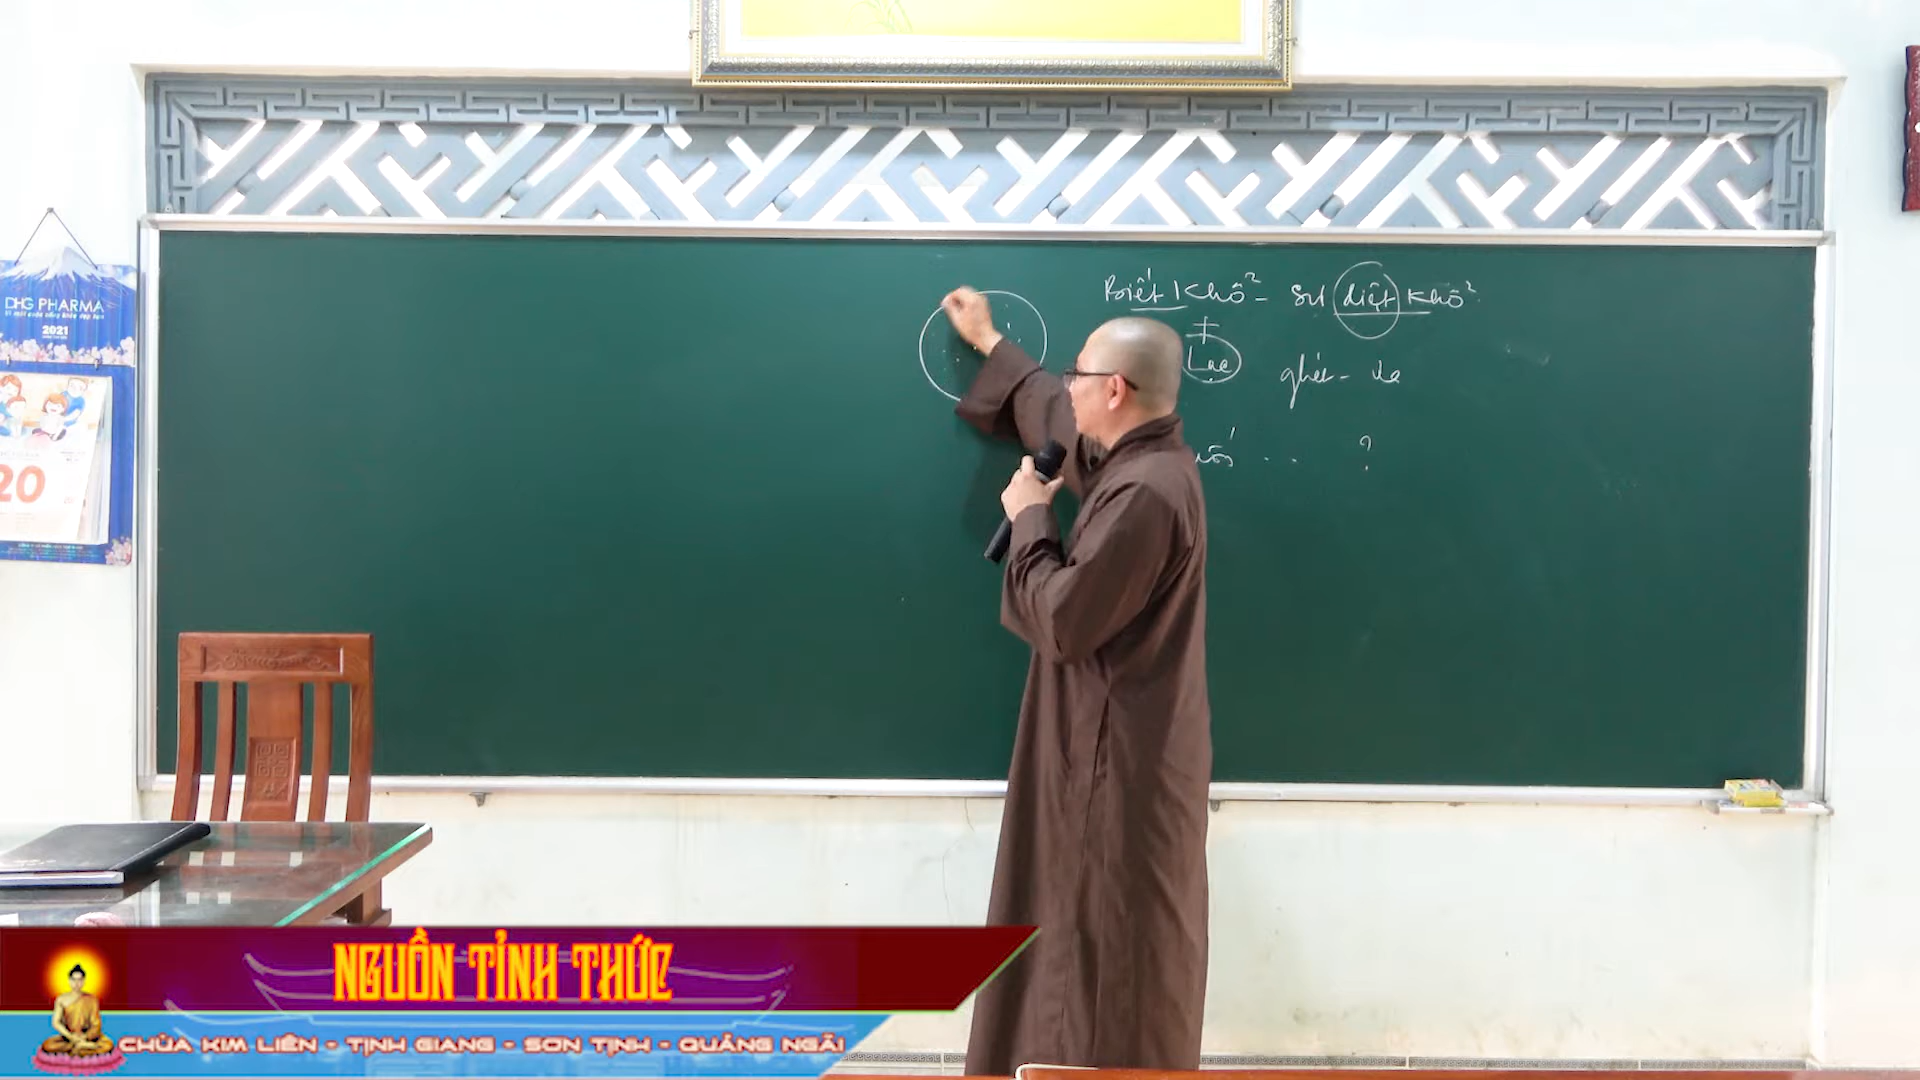 DHG PHARMA
2021
20
Biết Khổ - Sự diệt Khổ
≠
Lạc
ghét -
?
NGUỒN TỈNH THỨC
CHÙA KIM LIÊN - TỊNH GIANG - SƠN TỊNH - QUẢNG NGÃI